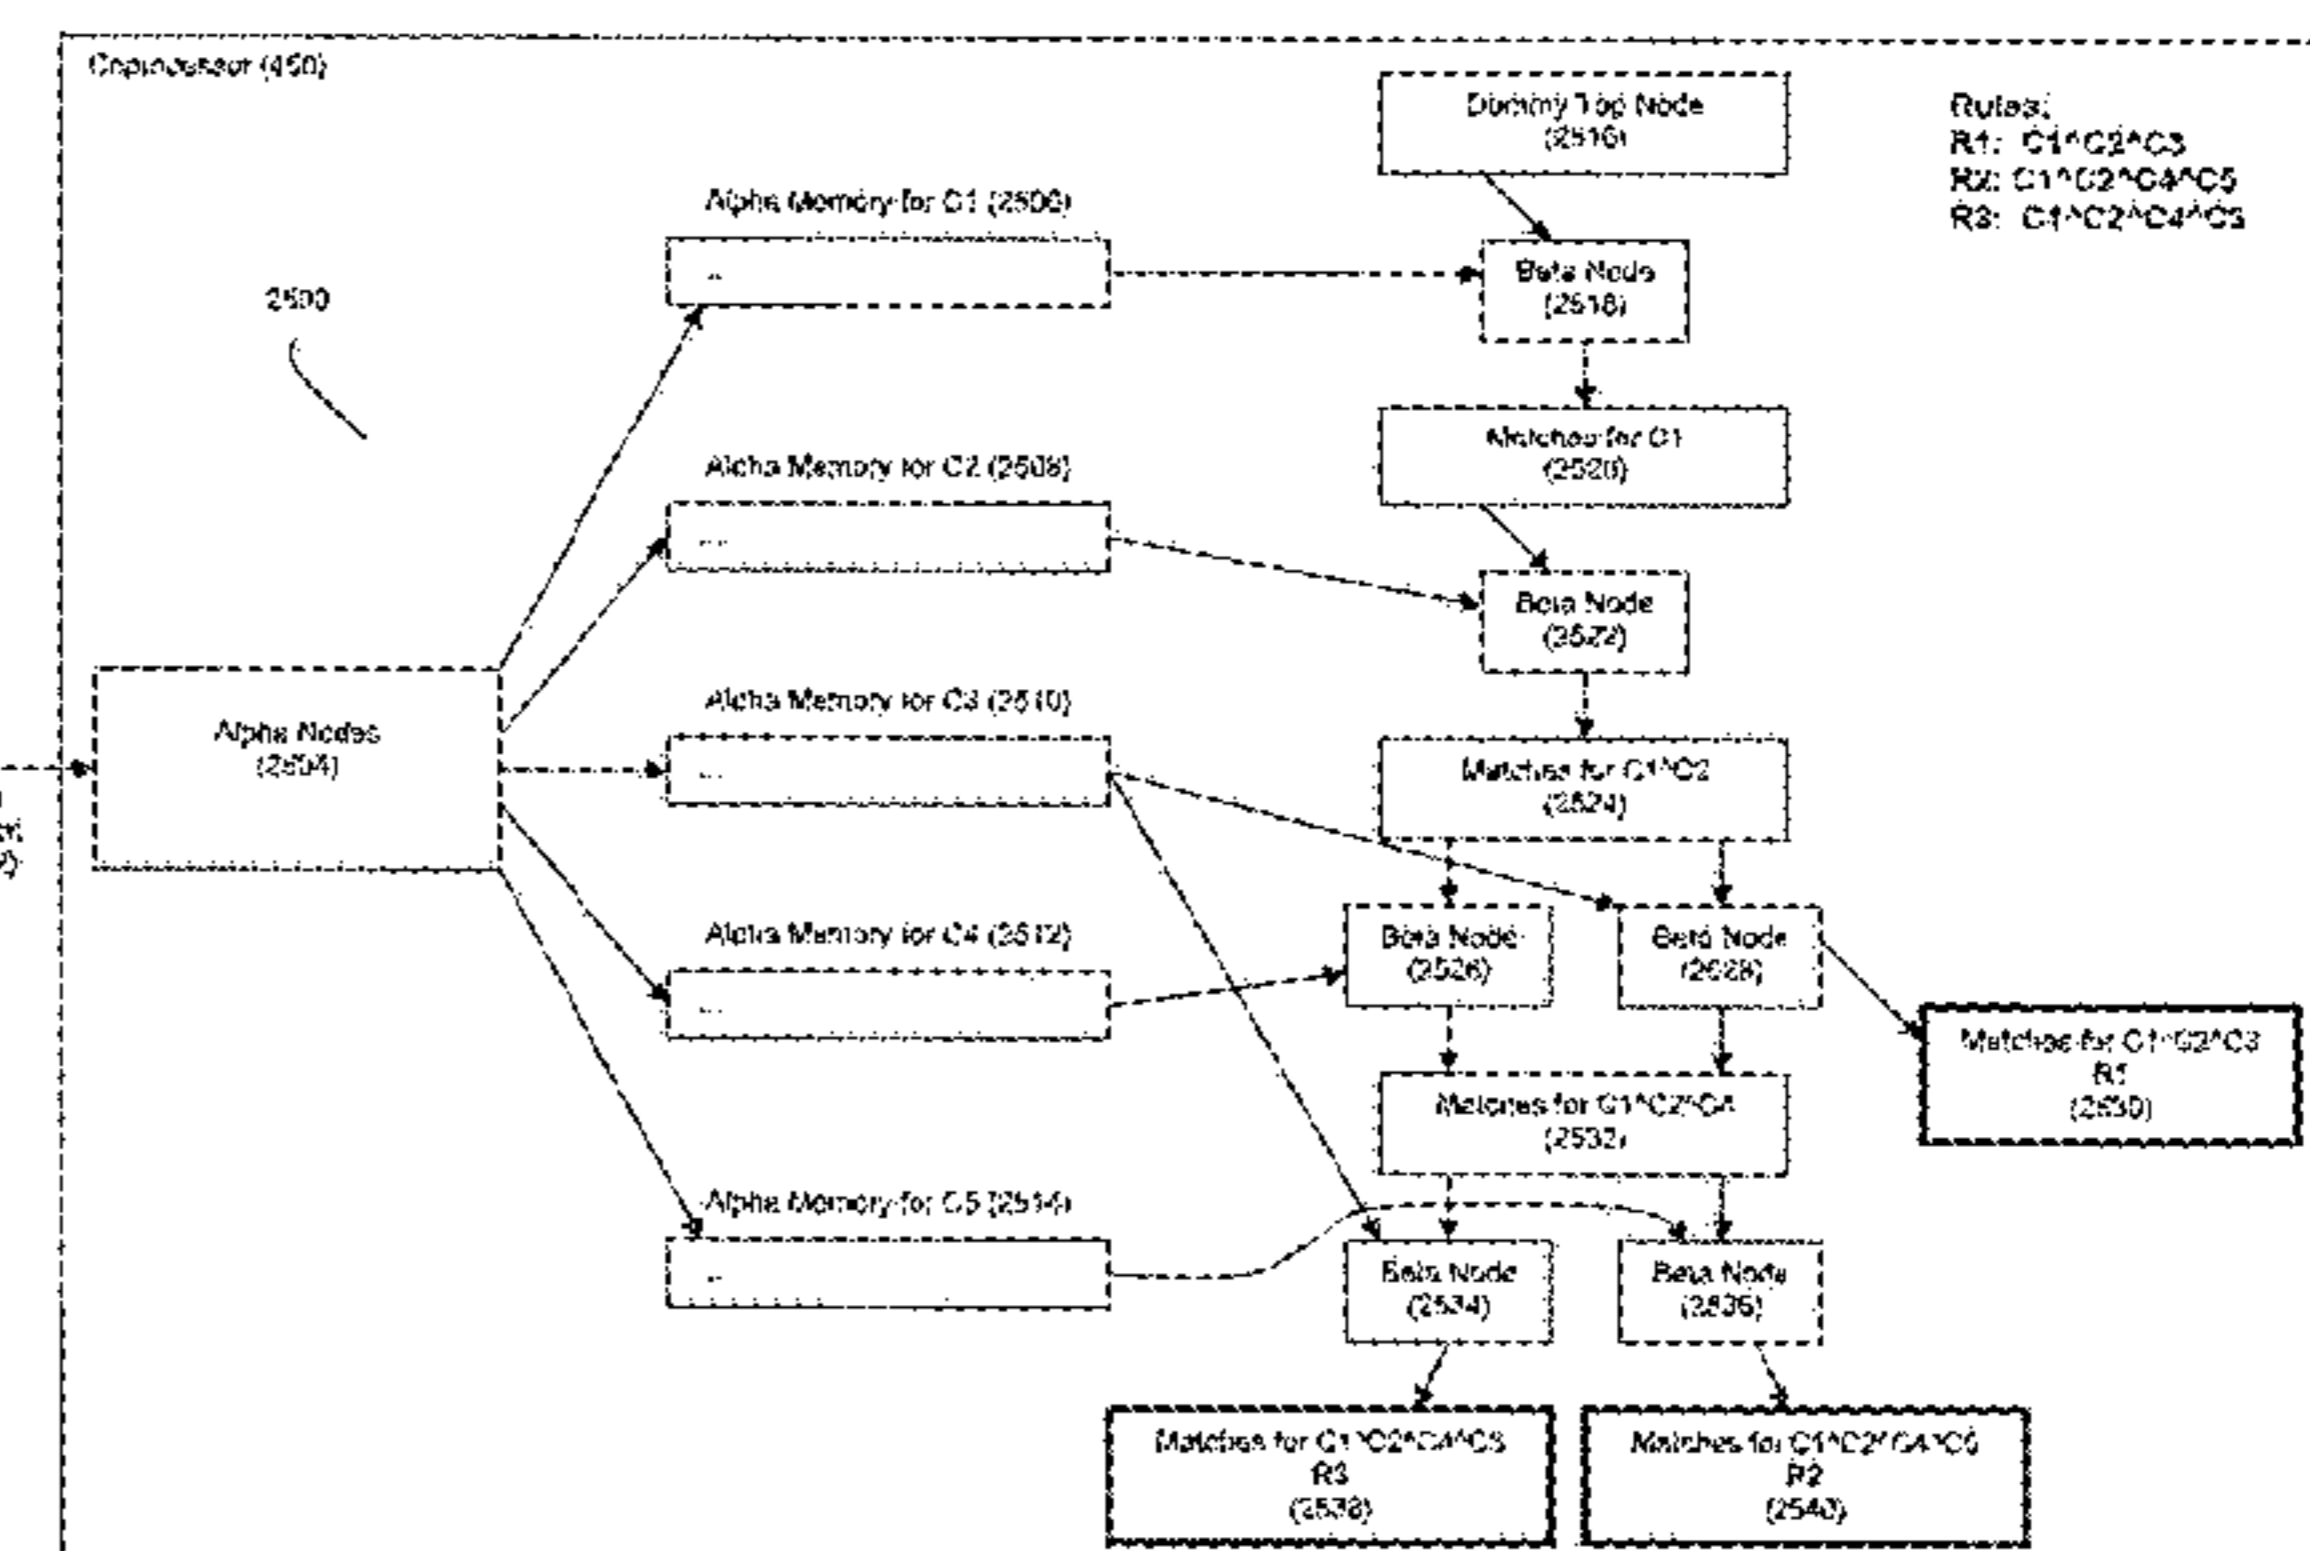 Coprocessor (450)
Dummy Top Node
(2516)
Rules:
R1: C1^C2^C3
R2: C1^C2^C4^C5
R3: C1^C2^C4^C3
Alpha Memory for C1 (2506)
...
Beta Node
(2518)
2500
Matches for C1
(2520)
Alpha Memory for C2 (2508)
...
Beta Node
(2522)
Alpha Memory for C3 (2510)
...
Alpha Nodes
(2504)
Matches for C1^C2
(2524)
Alpha Memory for C4 (2512)
...
Beta Node
(2526)
Beta Node
(2528)
Matches for C1^C2^C3
R1
(2530)
Matches for C1^C2^C4
(2532)
Alpha Memory for C5 (2514)
...
Beta Node
(2534)
Beta Node
(2536)
Matches for C1^C2^C4^C3
R3
(2538)
Matches for C1^C2^C4^C5
R2
(2540)